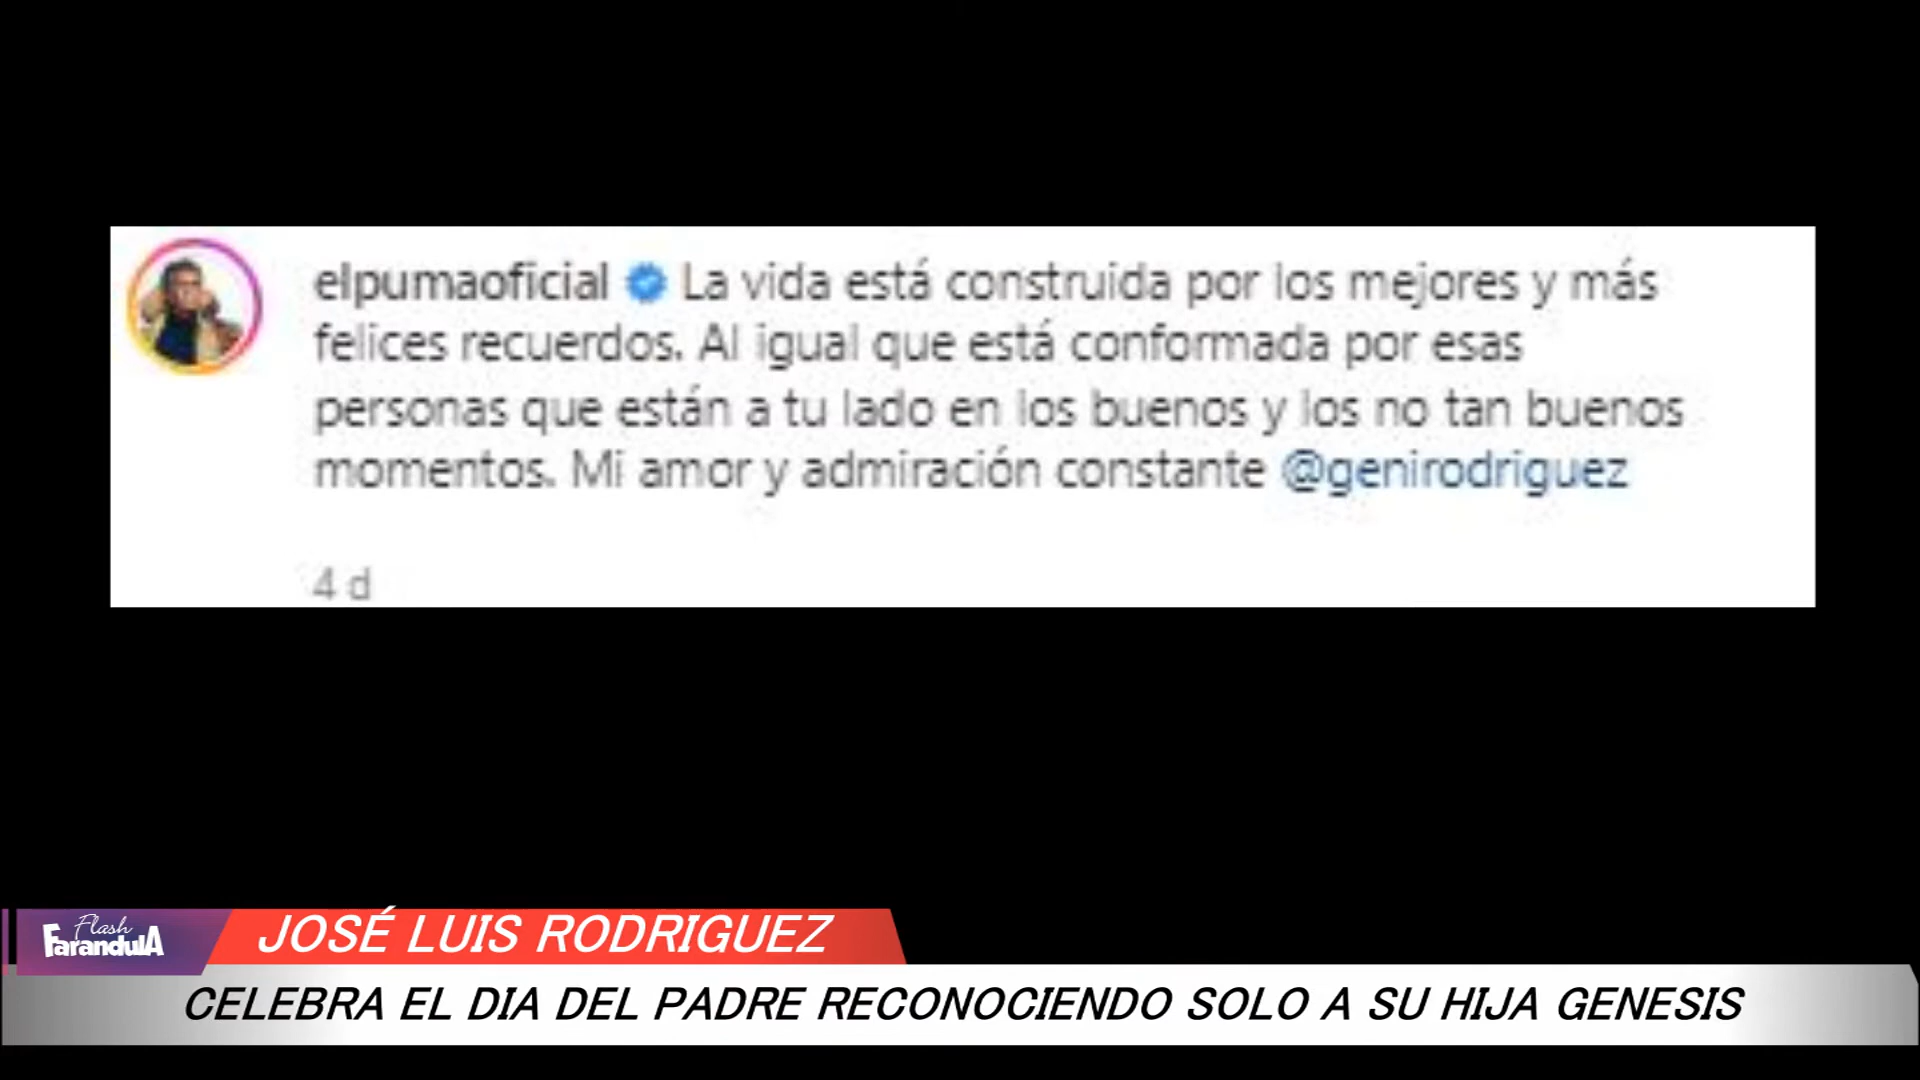 elpumaoficial La vida está construida por los mejores y más
felices recuerdos. Al igual que está conformada por esas
personas que están a tu lado en los buenos y los no tan buenos
momentos. Mi amor y admiración constante @genirodriguez
4 d
Flash
FarandulA
JOSÉ LUIS RODRIGUEZ
CELEBRA EL DIA DEL PADRE RECONOCIENDO SOLO A SU HIJA GENESIS